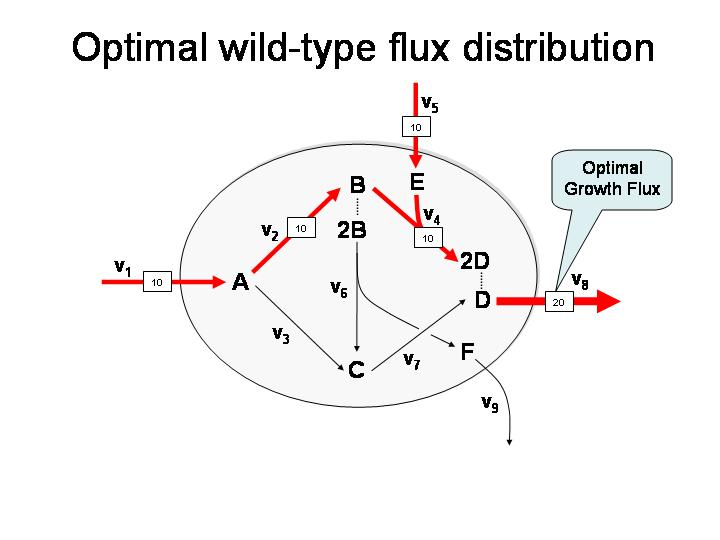 Optimal wild-type flux distribution
v5
10
Optimal
Growth Flux
B
E
v2
10
2B
v4
10
v1
10
A
2D
v6
D
v8
20
v3
C
v7
F
v9